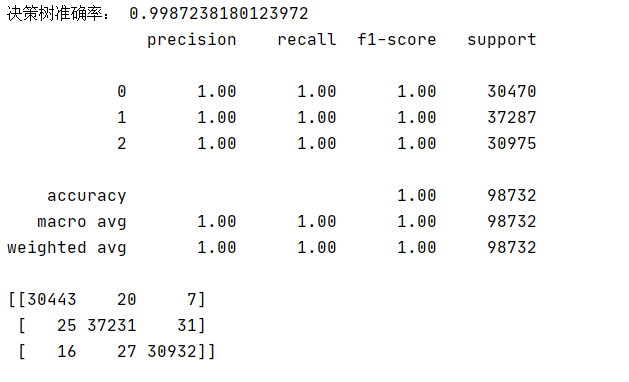 决策树准确率： 0.9987238180123972
              precision    recall  f1-score   support

           0       1.00      1.00      1.00     30470
           1       1.00      1.00      1.00     37287
           2       1.00      1.00      1.00     30975

    accuracy                           1.00     98732
   macro avg       1.00      1.00      1.00     98732
weighted avg       1.00      1.00      1.00     98732

[[30443    20     7]
 [   25 37231    31]
 [   16    27 30932]]